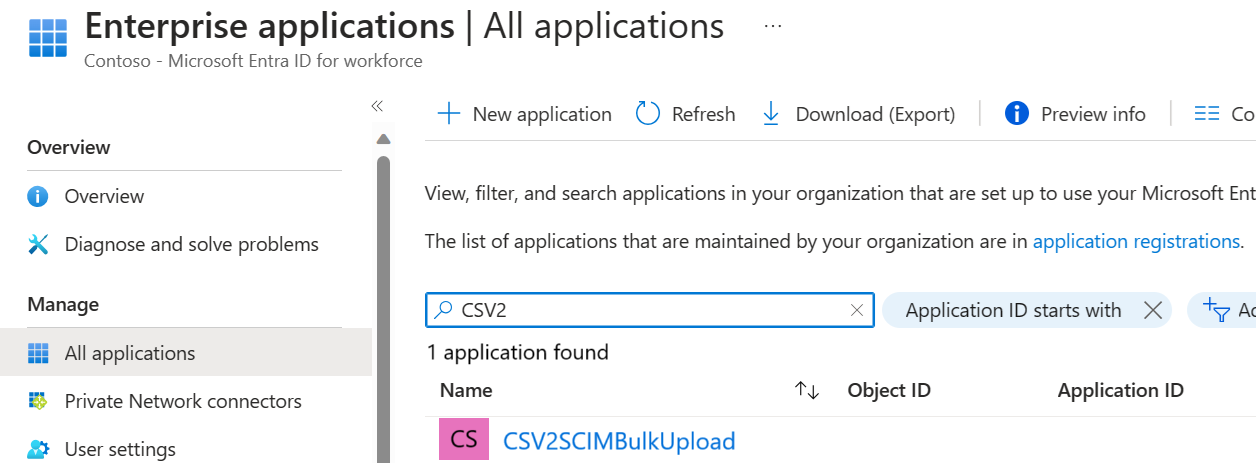 Enterprise applications | All applications ...
Contoso - Microsoft Entra ID for workforce
Overview
Overview
Diagnose and solve problems
Manage
All applications
Private Network connectors
User settings
New application Refresh Download (Export) Preview info Co
View, filter, and search applications in your organization that are set up to use your Microsoft Ent
The list of applications that are maintained by your organization are in application registrations.
CSV2 Application ID starts with Ad
1 application found
Name Object ID Application ID
CS CSV2SCIMBulkUpload